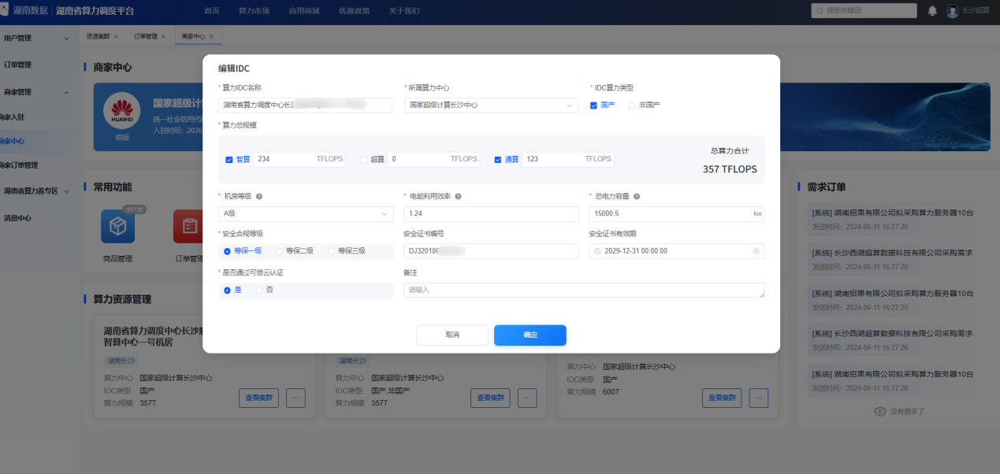 湖南数据 湖南省算力调度平台
首页 算力市场 应用商城 优惠政策 关于我们
搜索关键词
长沙超算
用户管理
订单管理
商家管理
商家入驻
商家中心
商家订单管理
湖南省算力券专区
消息中心
资源集群 × 订单管理 × 商家中心 ×
商家中心
HUAWEI
编辑
国家超级计
统一社会信用代
入驻时间：2026
常用功能
未开放
商品管理
订单管理
算力资源管理
湖南省算力调度中心长沙
智算中心一号机房
湖南长沙
算力中心 国家超级计算长沙中心
IDC类型 国产
算力规模 357T
查看集群 ...
湖南长沙
算力中心 国家超级计算长沙中心
IDC类型 国产,非国产
算力规模 357T
查看集群 ...
算力中心 国家超级计算长沙中心
IDC类型 国产
算力规模 600T
查看集群 ...
编辑IDC
* 算力IDC名称
湖南省算力调度中心长
* 所属算力中心
国家超级计算长沙中心
* IDC算力类型
国产 非国产
* 算力总规模
智算 234 TFLOPS
超算 0 TFLOPS
通算 123 TFLOPS
总算力合计
357 TFLOPS
* 机房等级
A级
* 电能利用效率
1.24
* 总电力容量
15000.5 kw
* 安全合规等级
等保一级 等保二级 等保三级
安全证书编号
DJ32010
安全证书有效期
2029-12-31 00:00:00
* 是否通过可信云认证
是 否
备注
请输入
取消 确定
需求订单
[系统] 湖南招果有限公司拟采购算力服务器10台
发送时间：2024-06-11 16:27:26
[系统] 长沙西湖超算数据科技有限公司采购需求
发送时间：2024-06-11 16:27:26
[系统] 湖南招果有限公司拟采购算力服务器10台
发送时间：2024-06-11 16:27:26
[系统] 长沙西湖超算数据科技有限公司采购需求
发送时间：2024-06-11 16:27:26
[系统] 湖南招果有限公司拟采购算力服务器10台
发送时间：2024-06-11 16:27:26
没有更多了